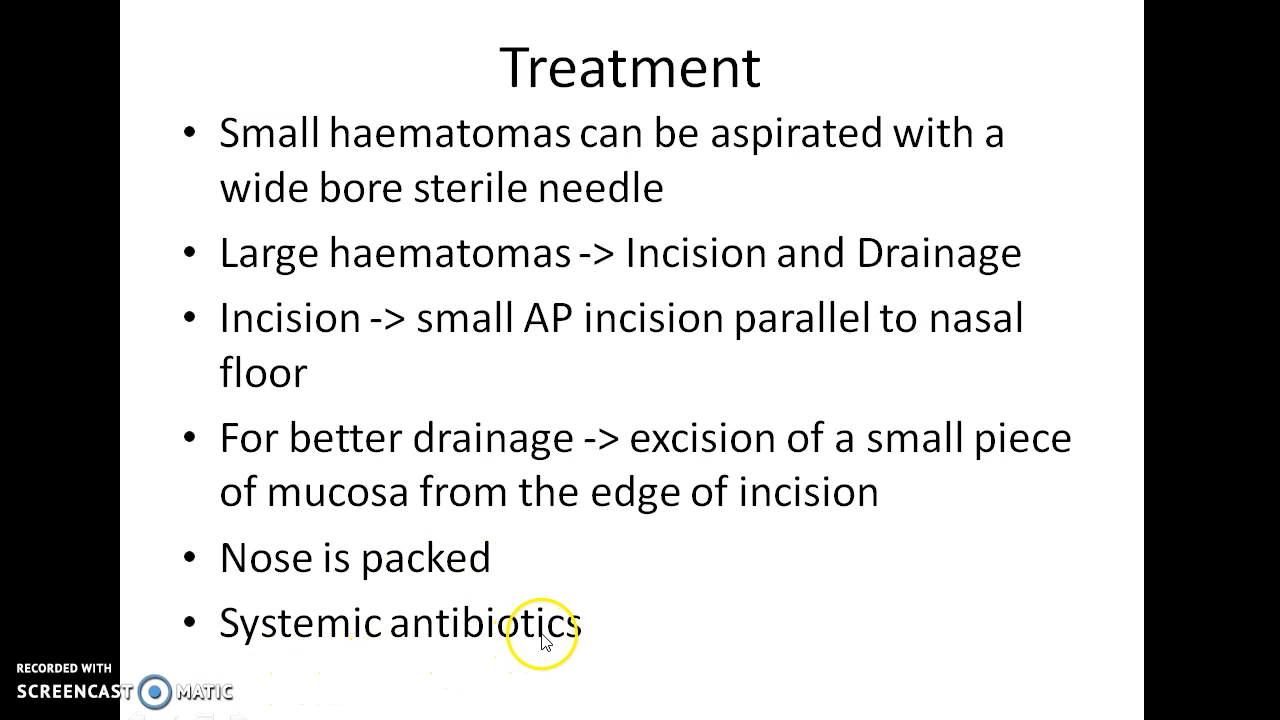 Treatment
• Small haematomas can be aspirated with a
wide bore sterile needle
• Large haematomas -> Incision and Drainage
• Incision -> small AP incision parallel to nasal
floor
• For better drainage -> excision of a small piece
of mucosa from the edge of incision
• Nose is packed
• Systemic antibiotics
RECORDED WITH
SCREENCAST MATIC